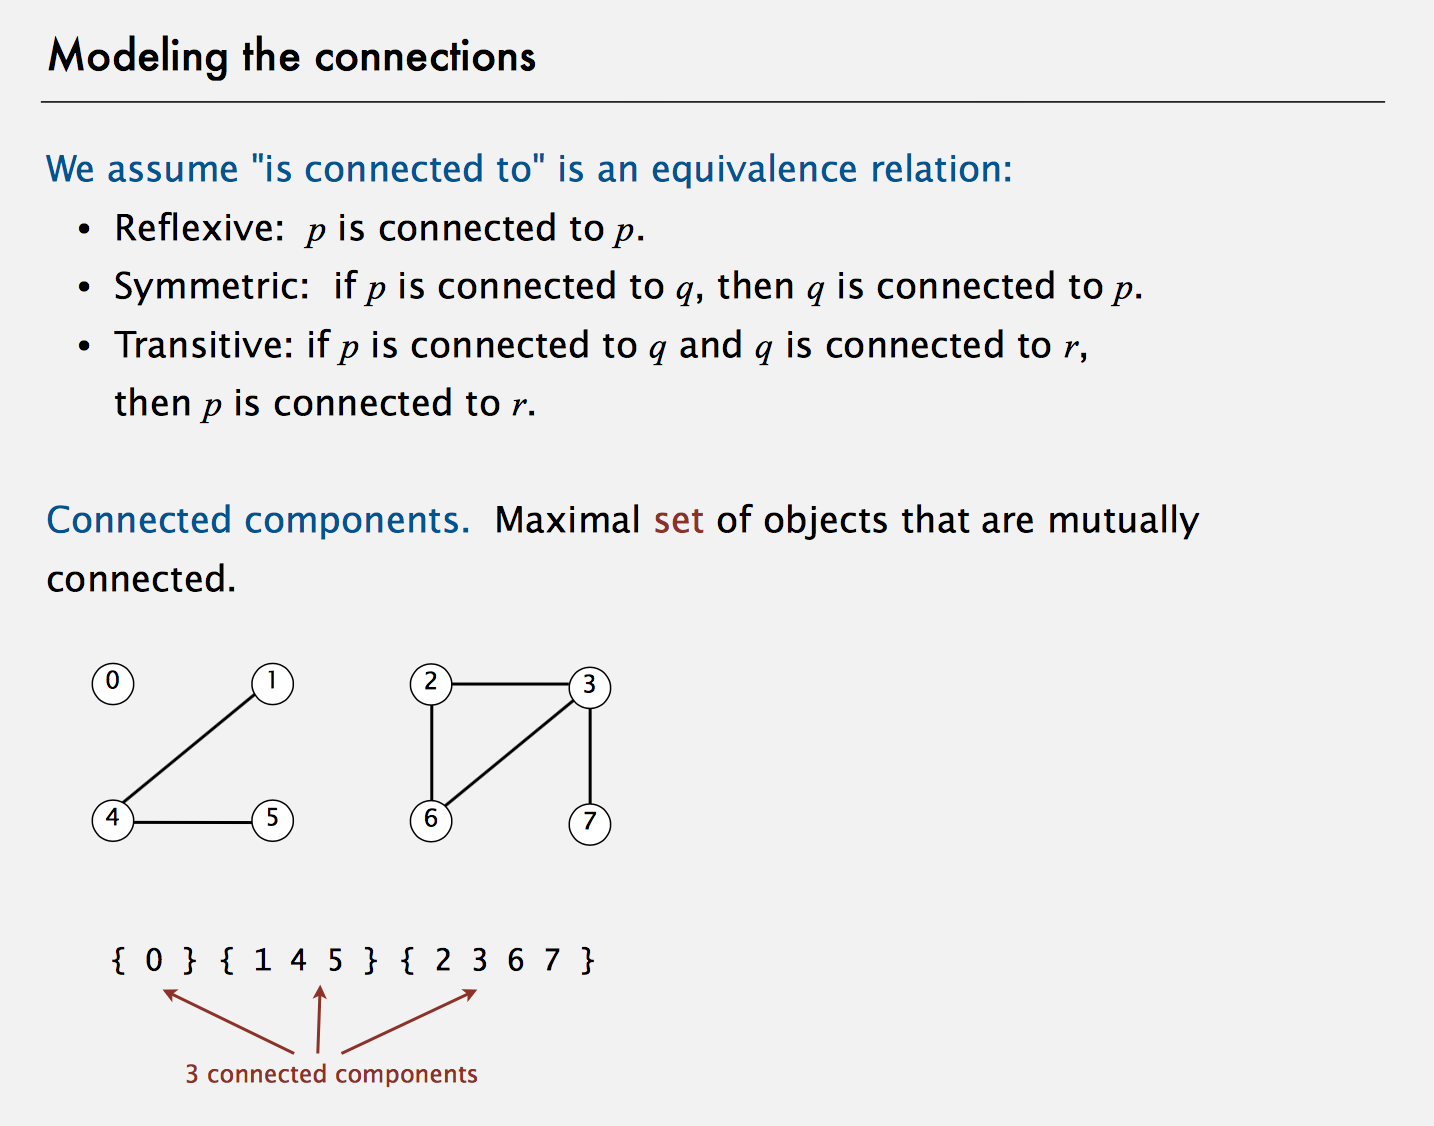 Modeling the connections
We assume "is connected to" is an equivalence relation:
• Reflexive: p is connected to p.
• Symmetric: if p is connected to q, then q is connected to p.
• Transitive: if p is connected to q and q is connected to r,
then p is connected to r.
Connected components. Maximal set of objects that are mutually
connected.
0 1 2 3
4 5 6 7
{ 0 } { 1 4 5 } { 2 3 6 7 }
3 connected components